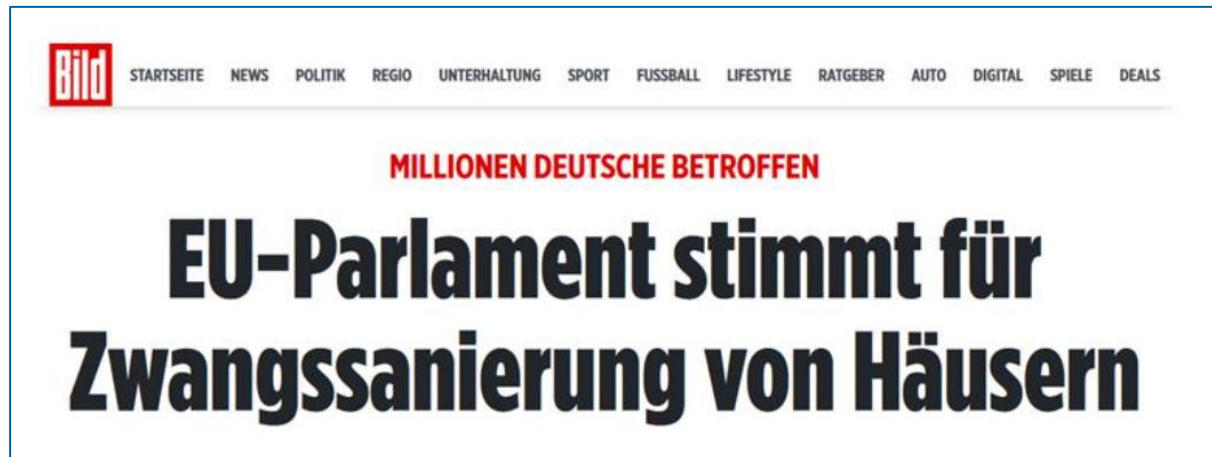 Bild STARTSEITE NEWS POLITIK REGIO UNTERHALTUNG SPORT FUSSBALL LIFESTYLE RATGEBER AUTO DIGITAL SPIELE DEALS
MILLIONEN DEUTSCHE BETROFFEN
EU-Parlament stimmt für
Zwangssanierung von Häusern